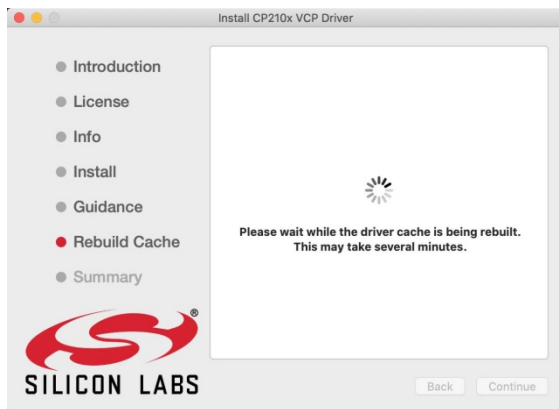 Install CP210x VCP Driver
Introduction
License
Info
Install
Guidance
Rebuild Cache
Summary
Please wait while the driver cache is being rebuilt.
This may take several minutes.
®
SILICON LABS
Back
Continue